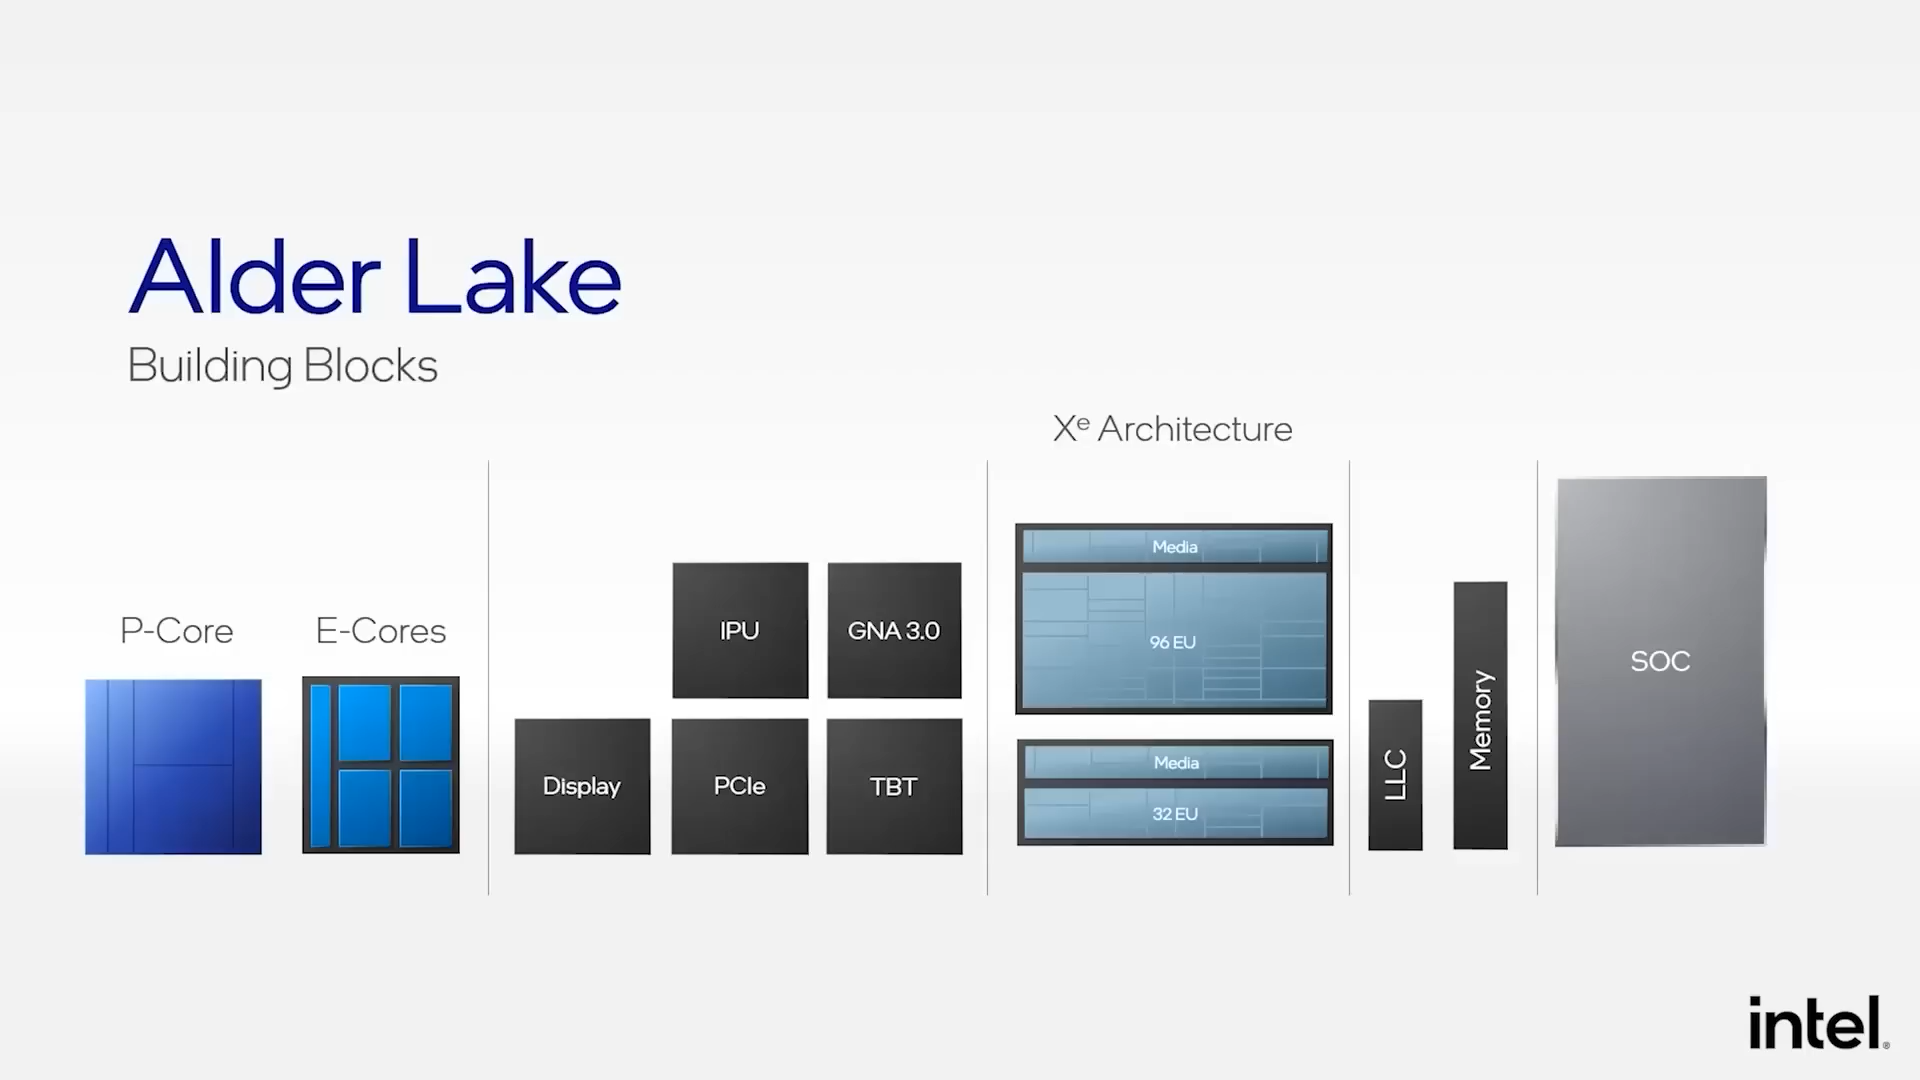 Alder Lake
Building Blocks
P-Core
E-Cores
IPU
GNA 3.0
Display
PCIe
TBT
Xᵉ Architecture
Media
96 EU
Media
32 EU
LLC
Memory
SOC
intel®